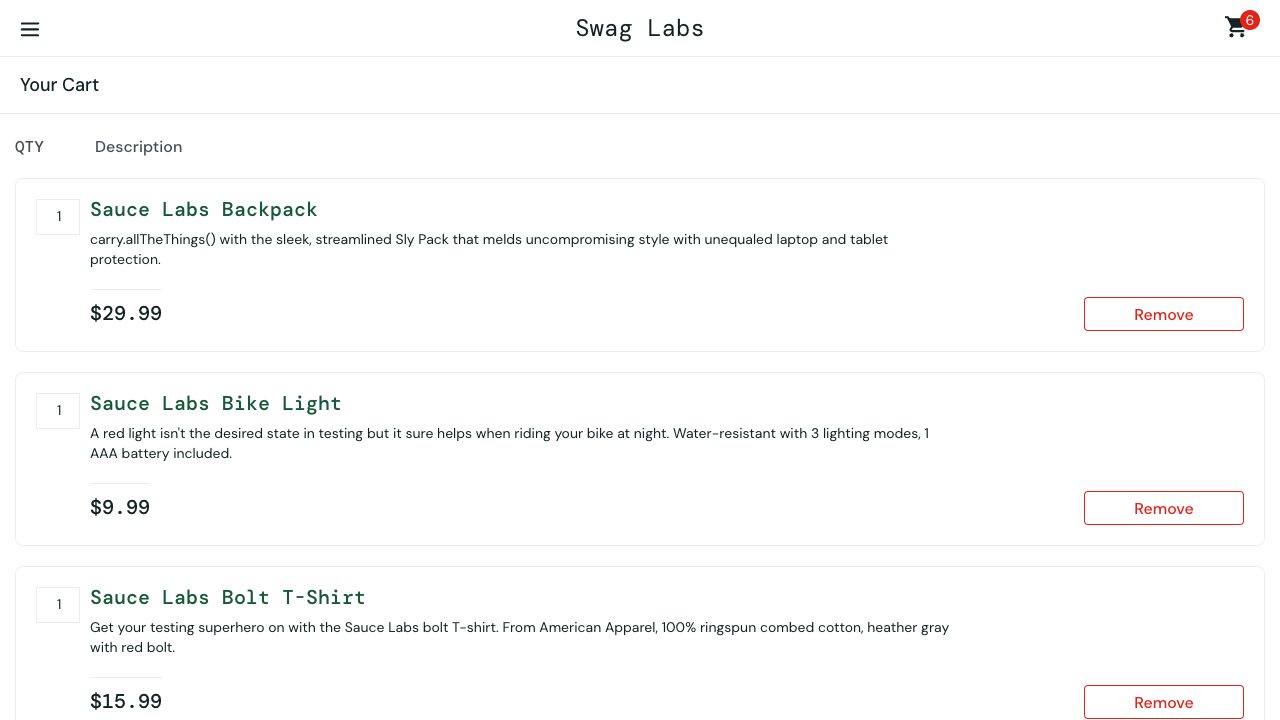 Swag Labs
6
Your Cart
QTY Description
1
Sauce Labs Backpack
carry.allTheThings() with the sleek, streamlined Sly Pack that melds uncompromising style with unequaled laptop and tablet
protection.
$29.99
Remove
1
Sauce Labs Bike Light
A red light isn't the desired state in testing but it sure helps when riding your bike at night. Water-resistant with 3 lighting modes, 1
AAA battery included.
$9.99
Remove
1
Sauce Labs Bolt T-Shirt
Get your testing superhero on with the Sauce Labs bolt T-shirt. From American Apparel, 100% ringspun combed cotton, heather gray
with red bolt.
$15.99
Remove